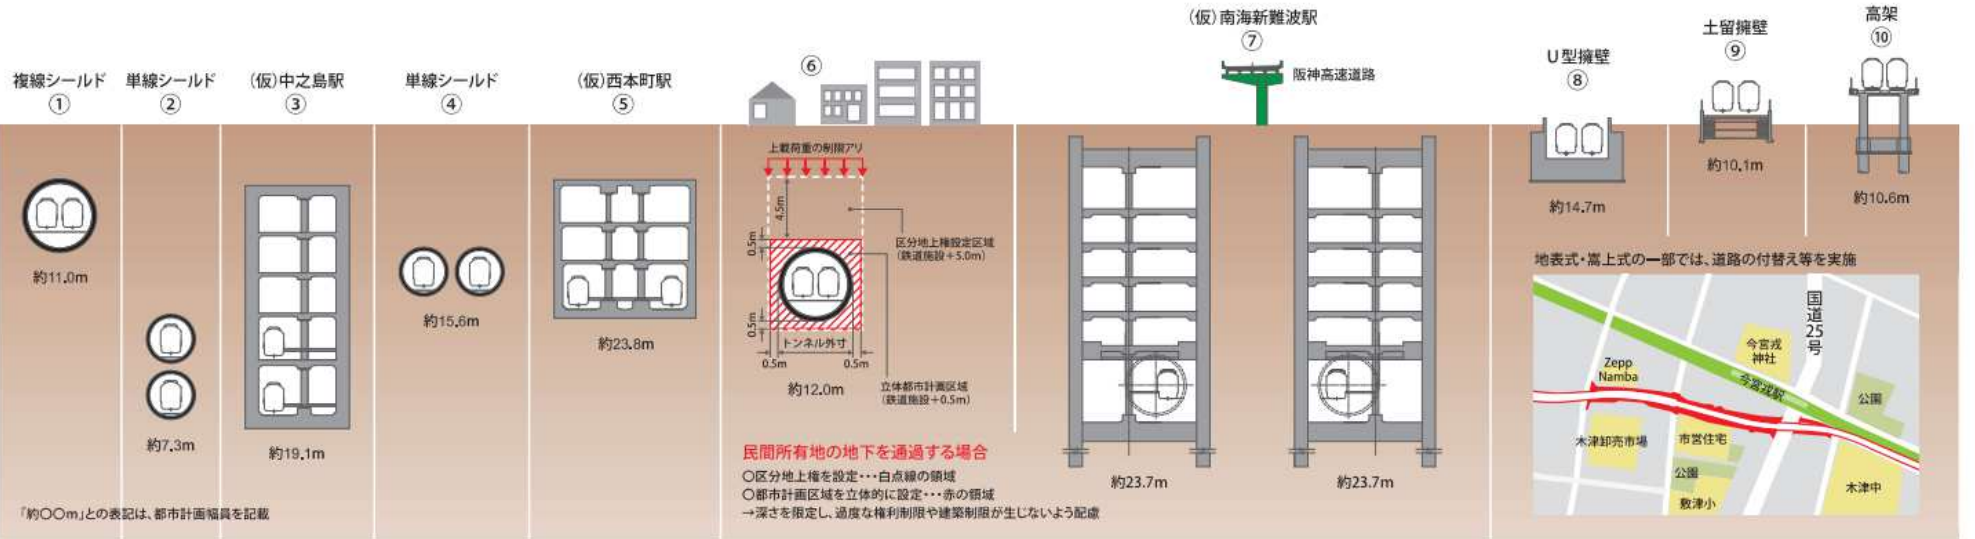 複線シールド
①
約11.0m
単線シールド
②
約7.3m
(仮)中之島駅
③
約19.1m
単線シールド
④
約15.6m
(仮)西本町駅
⑤
約23.8m
⑥
上載荷重の制限アリ
4.5m
0.5m
区分地上権設定区域
(鉄道施設+5.0m)
0.5m
トンネル外寸
0.5m
0.5m
約12.0m
立体都市計画区域
(鉄道施設+0.5m)
民間所有地の地下を通過する場合
○区分地上権を設定・・・白点線の領域
○都市計画区域を立体的に設定・・・赤の領域
→深さを限定し、過度な権利制限や建築制限が生じないよう配慮
(仮)南海新難波駅
⑦
阪神高速道路
約23.7m
約23.7m
U型擁壁
⑧
約14.7m
土留擁壁
⑨
約10.1m
高架
⑩
約10.6m
地表式・嵩上式の一部では、道路の付替え等を実施
国道25号
今宮戎
神社
Zepp
Namba
今宮戎駅
公園
木津卸売市場
市営住宅
公園
敷津小
木津中
「約○○m」との表記は、都市計画幅員を記載